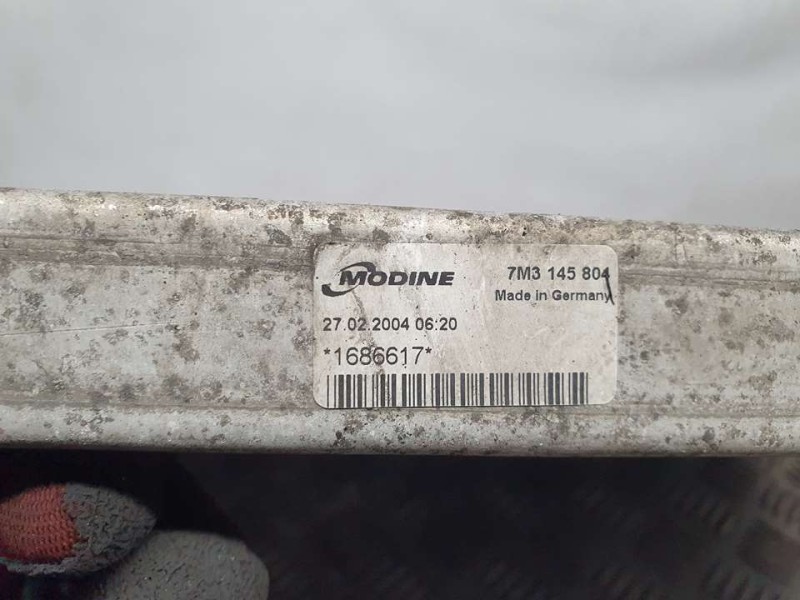 MODINE
7M3 145 804
Made in Germany
27.02.2004 06:20
*1686617*